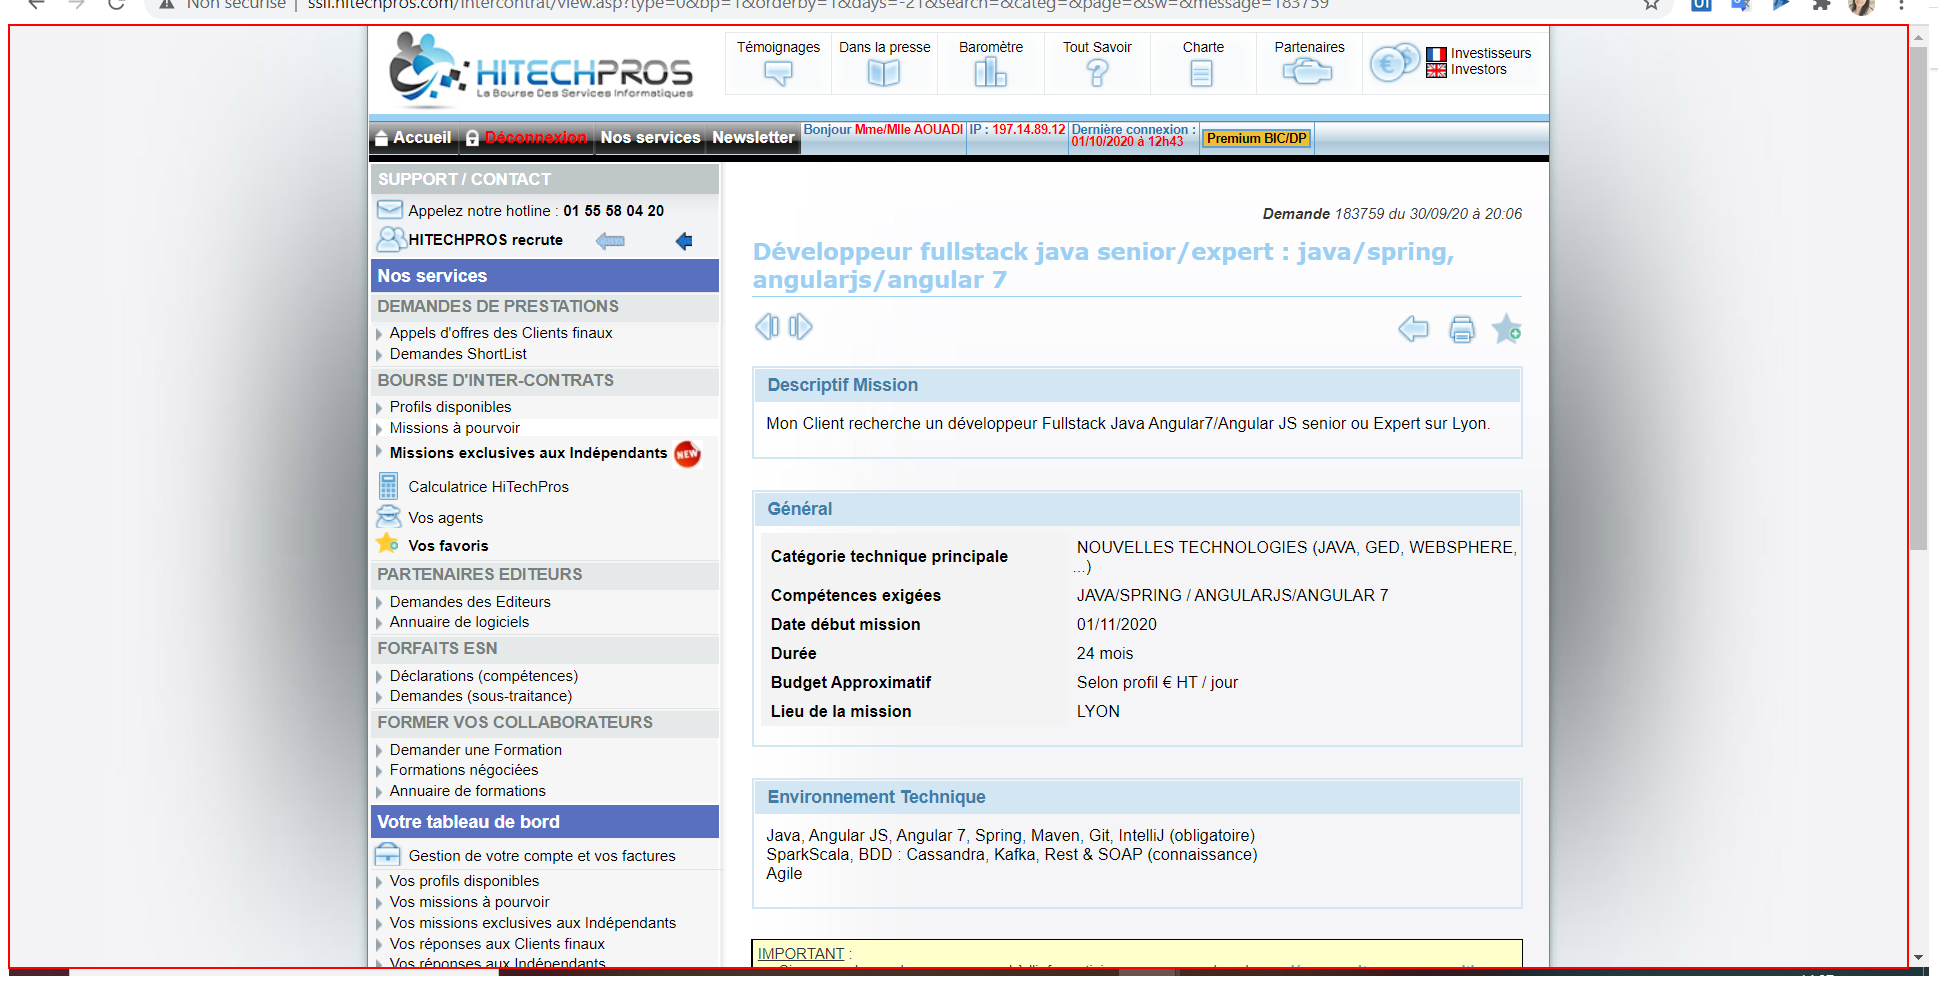 Non sécurisé | ssii.hitechpros.com/intercontrat/view.asp?type=0&bp=1&orderby=1&days=-21&search=&categ=&page=&sw=&message=183759
HITECHPROS
La Bourse Des Services Informatiques
Témoignages
Dans la presse
Baromètre
Tout Savoir
Charte
Partenaires
Investisseurs
Investors
Accueil
Déconnexion
Nos services
Newsletter
Bonjour Mme/Mlle AOUADI
IP : 197.14.89.12
Dernière connexion :
01/10/2020 à 12h43
Premium BIC/DP
SUPPORT / CONTACT
Appelez notre hotline : 01 55 58 04 20
HITECHPROS recrute
Nos services
DEMANDES DE PRESTATIONS
Appels d'offres des Clients finaux
Demandes ShortList
BOURSE D'INTER-CONTRATS
Profils disponibles
Missions à pourvoir
Missions exclusives aux Indépendants NEW
Calculatrice HiTechPros
Vos agents
Vos favoris
PARTENAIRES EDITEURS
Demandes des Editeurs
Annuaire de logiciels
FORFAITS ESN
Déclarations (compétences)
Demandes (sous-traitance)
FORMER VOS COLLABORATEURS
Demander une Formation
Formations négociées
Annuaire de formations
Votre tableau de bord
Gestion de votre compte et vos factures
Vos profils disponibles
Vos missions à pourvoir
Vos missions exclusives aux Indépendants
Vos réponses aux Clients finaux
Vos réponses aux Indépendants
Demande 183759 du 30/09/20 à 20:06
Développeur fullstack java senior/expert : java/spring,
angularjs/angular 7
Descriptif Mission
Mon Client recherche un développeur Fullstack Java Angular7/Angular JS senior ou Expert sur Lyon.
Général
Catégorie technique principale
NOUVELLES TECHNOLOGIES (JAVA, GED, WEBSPHERE,
...)
Compétences exigées
JAVA/SPRING / ANGULARJS/ANGULAR 7
Date début mission
01/11/2020
Durée
24 mois
Budget Approximatif
Selon profil € HT / jour
Lieu de la mission
LYON
Environnement Technique
Java, Angular JS, Angular 7, Spring, Maven, Git, IntelliJ (obligatoire)
SparkScala, BDD : Cassandra, Kafka, Rest & SOAP (connaissance)
Agile
IMPORTANT :